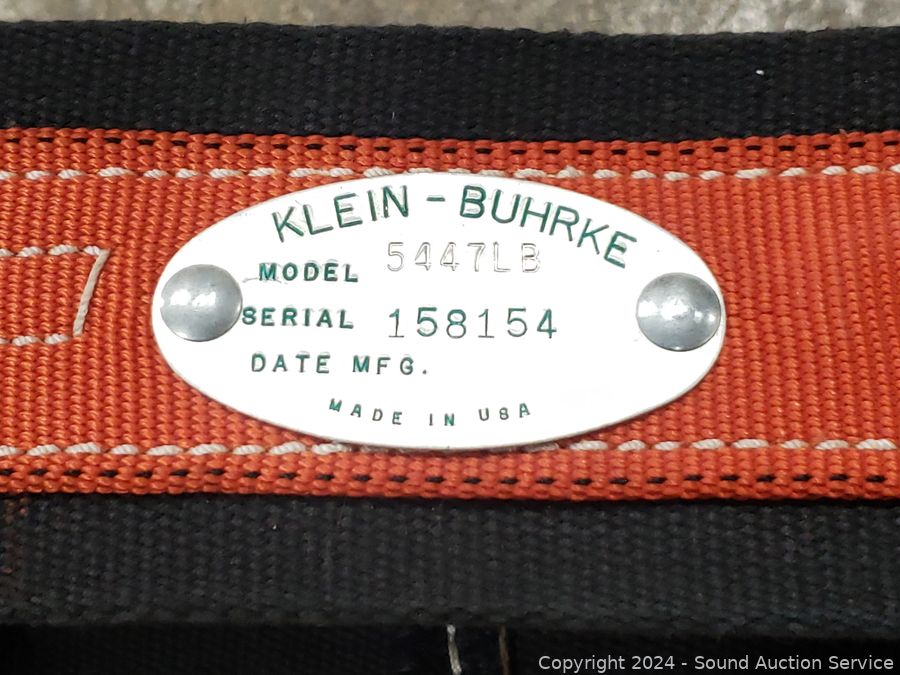 KLEIN-BUHRKE
MODEL 5447LB
SERIAL 158154
DATE MFG.
MADE IN USA
Copyright © 2024 - Sound Auction Service